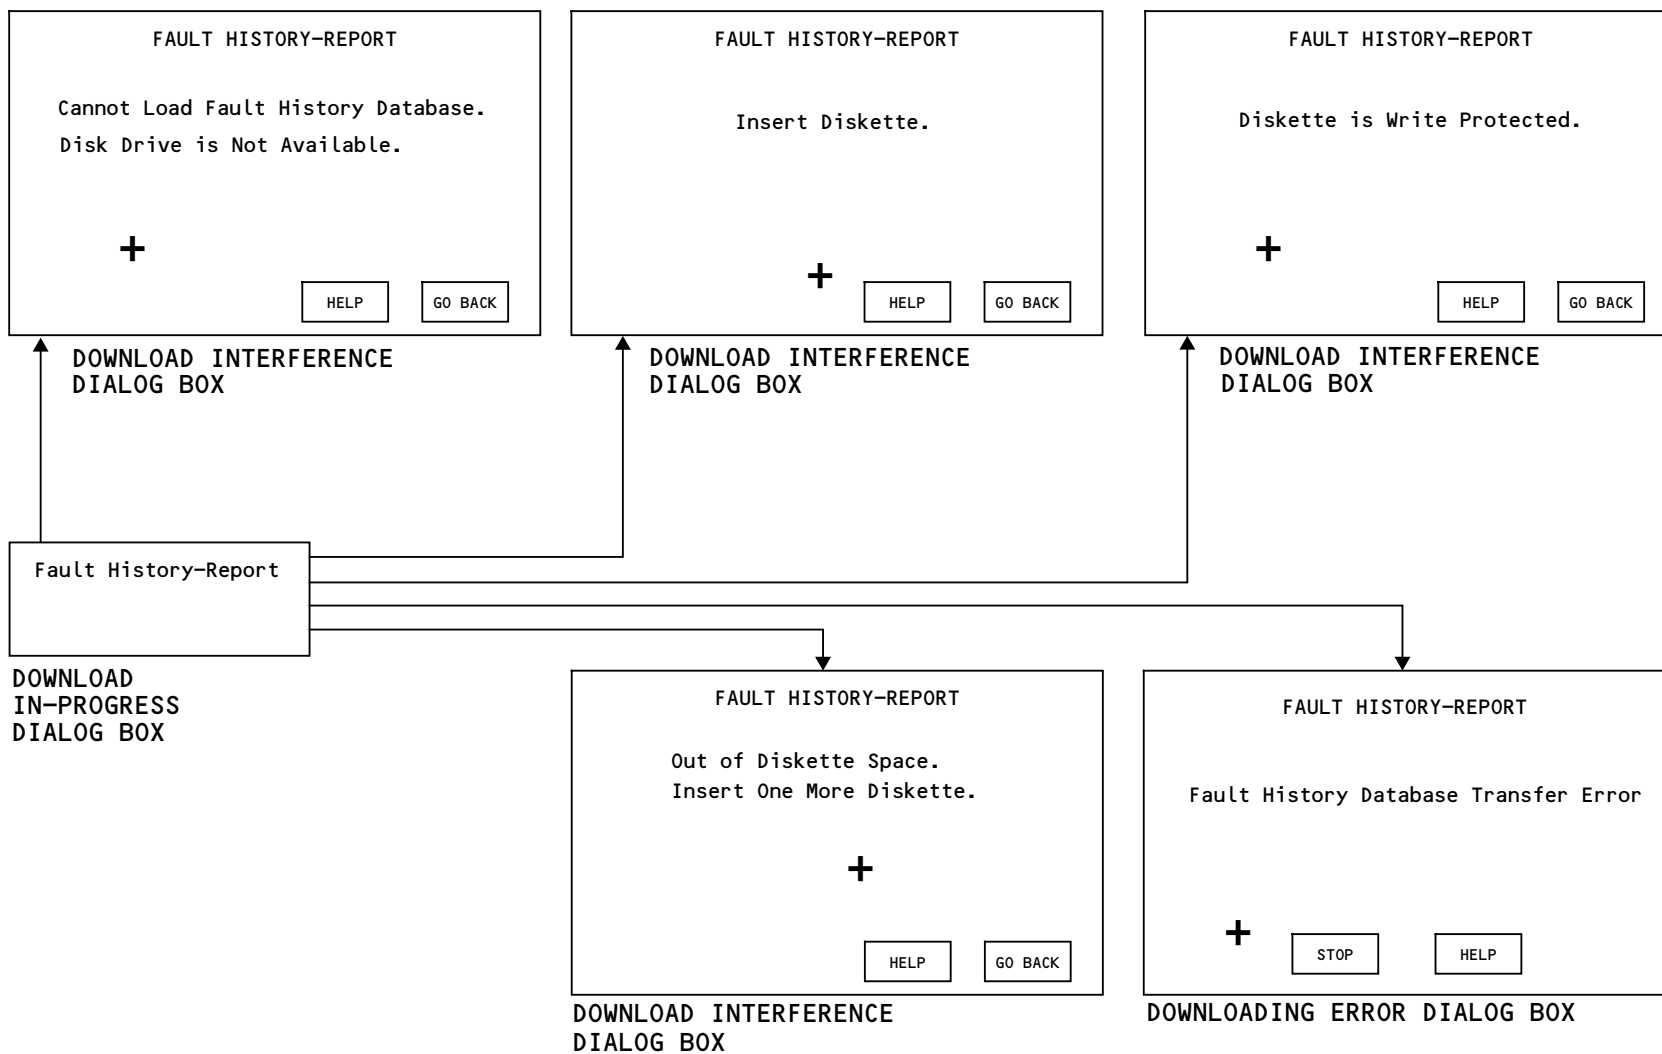 FAULT HISTORY-REPORT
Cannot Load Fault History Database.
Disk Drive is Not Available.
HELP
GO BACK
DOWNLOAD INTERFERENCE
DIALOG BOX
FAULT HISTORY-REPORT
Insert Diskette.
HELP
GO BACK
DOWNLOAD INTERFERENCE
DIALOG BOX
FAULT HISTORY-REPORT
Diskette is Write Protected.
HELP
GO BACK
DOWNLOAD INTERFERENCE
DIALOG BOX
Fault History-Report
DOWNLOAD
IN-PROGRESS
DIALOG BOX
FAULT HISTORY-REPORT
Out of Diskette Space.
Insert One More Diskette.
HELP
GO BACK
DOWNLOAD INTERFERENCE
DIALOG BOX
FAULT HISTORY-REPORT
Fault History Database Transfer Error
STOP
HELP
DOWNLOADING ERROR DIALOG BOX